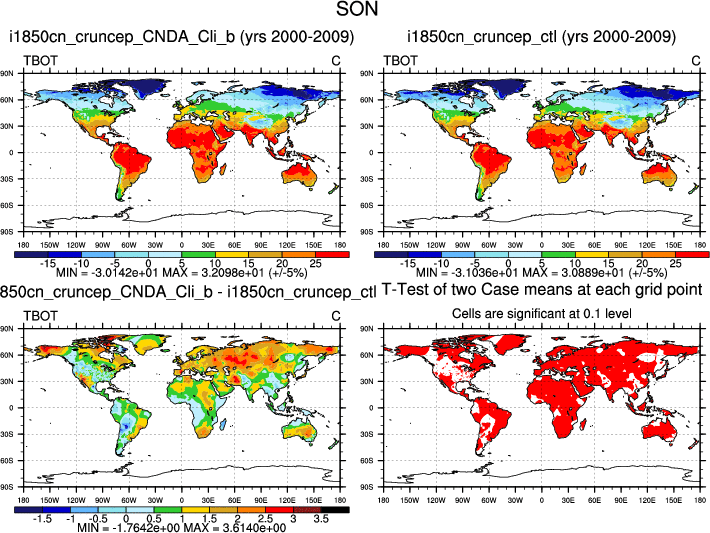 SON
i1850cn_cruncep_CNDA_Cli_b (yrs 2000-2009)
i1850cn_cruncep_ctl (yrs 2000-2009)
TBOT C
TBOT C
90N
60N
30N
0
30S
60S
90S
180 150W 120W 90W 60W 30W 0 30E 60E 90E 120E 150E 180
90N
60N
30N
0
30S
60S
90S
180 150W 120W 90W 60W 30W 0 30E 60E 90E 120E 150E 180
-15 -10 -5 0 5 10 15 20 25
MIN = -3.0142e+01 MAX = 3.2098e+01 (+/-5%)
-15 -10 -5 0 5 10 15 20 25
MIN = -3.1036e+01 MAX = 3.0889e+01 (+/-5%)
850cn_cruncep_CNDA_Cli_b - i1850cn_cruncep_ctl
T-Test of two Case means at each grid point
TBOT C
Cells are significant at 0.1 level
90N
60N
30N
0
30S
60S
90S
180 150W 120W 90W 60W 30W 0 30E 60E 90E 120E 150E 180
90N
60N
30N
0
30S
60S
90S
180 150W 120W 90W 60W 30W 0 30E 60E 90E 120E 150E 180
-1.5 -1 -0.5 0 0.5 1 1.5 2 2.5 3 3.5
MIN = -1.7642e+00 MAX = 3.6140e+00